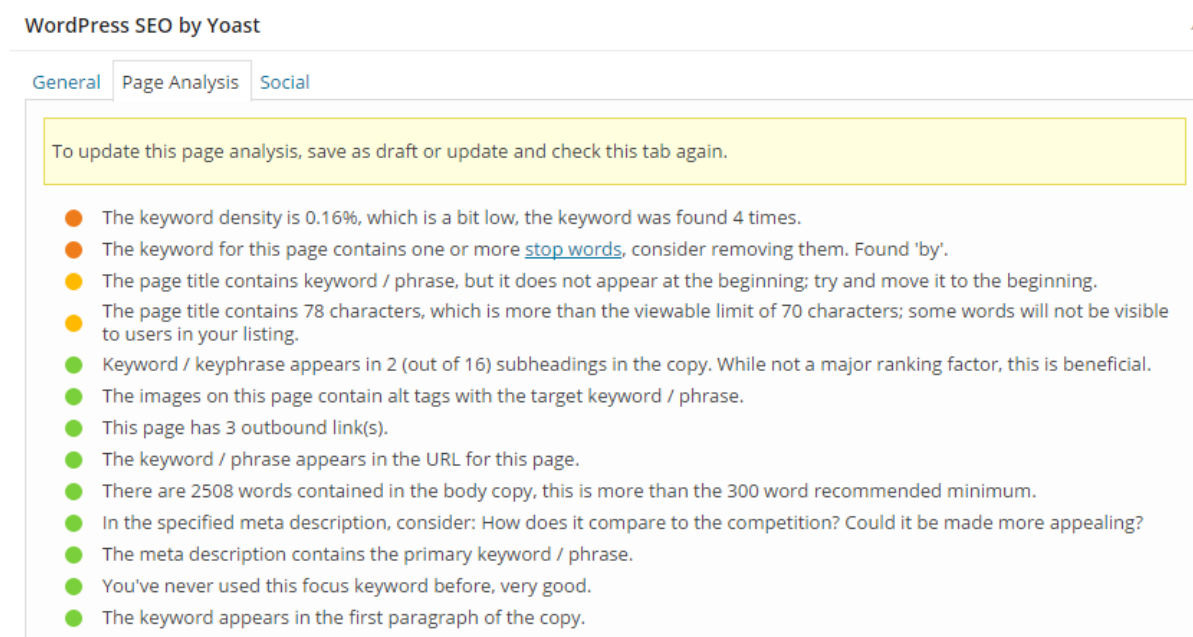 WordPress SEO by Yoast
General Page Analysis Social
To update this page analysis, save as draft or update and check this tab again.
The keyword density is 0.16%, which is a bit low, the keyword was found 4 times.
The keyword for this page contains one or more stop words, consider removing them. Found 'by'.
The page title contains keyword / phrase, but it does not appear at the beginning; try and move it to the beginning.
The page title contains 78 characters, which is more than the viewable limit of 70 characters; some words will not be visible
to users in your listing.
Keyword / keyphrase appears in 2 (out of 16) subheadings in the copy. While not a major ranking factor, this is beneficial.
The images on this page contain alt tags with the target keyword / phrase.
This page has 3 outbound link(s).
The keyword / phrase appears in the URL for this page.
There are 2508 words contained in the body copy, this is more than the 300 word recommended minimum.
In the specified meta description, consider: How does it compare to the competition? Could it be made more appealing?
The meta description contains the primary keyword / phrase.
You've never used this focus keyword before, very good.
The keyword appears in the first paragraph of the copy.